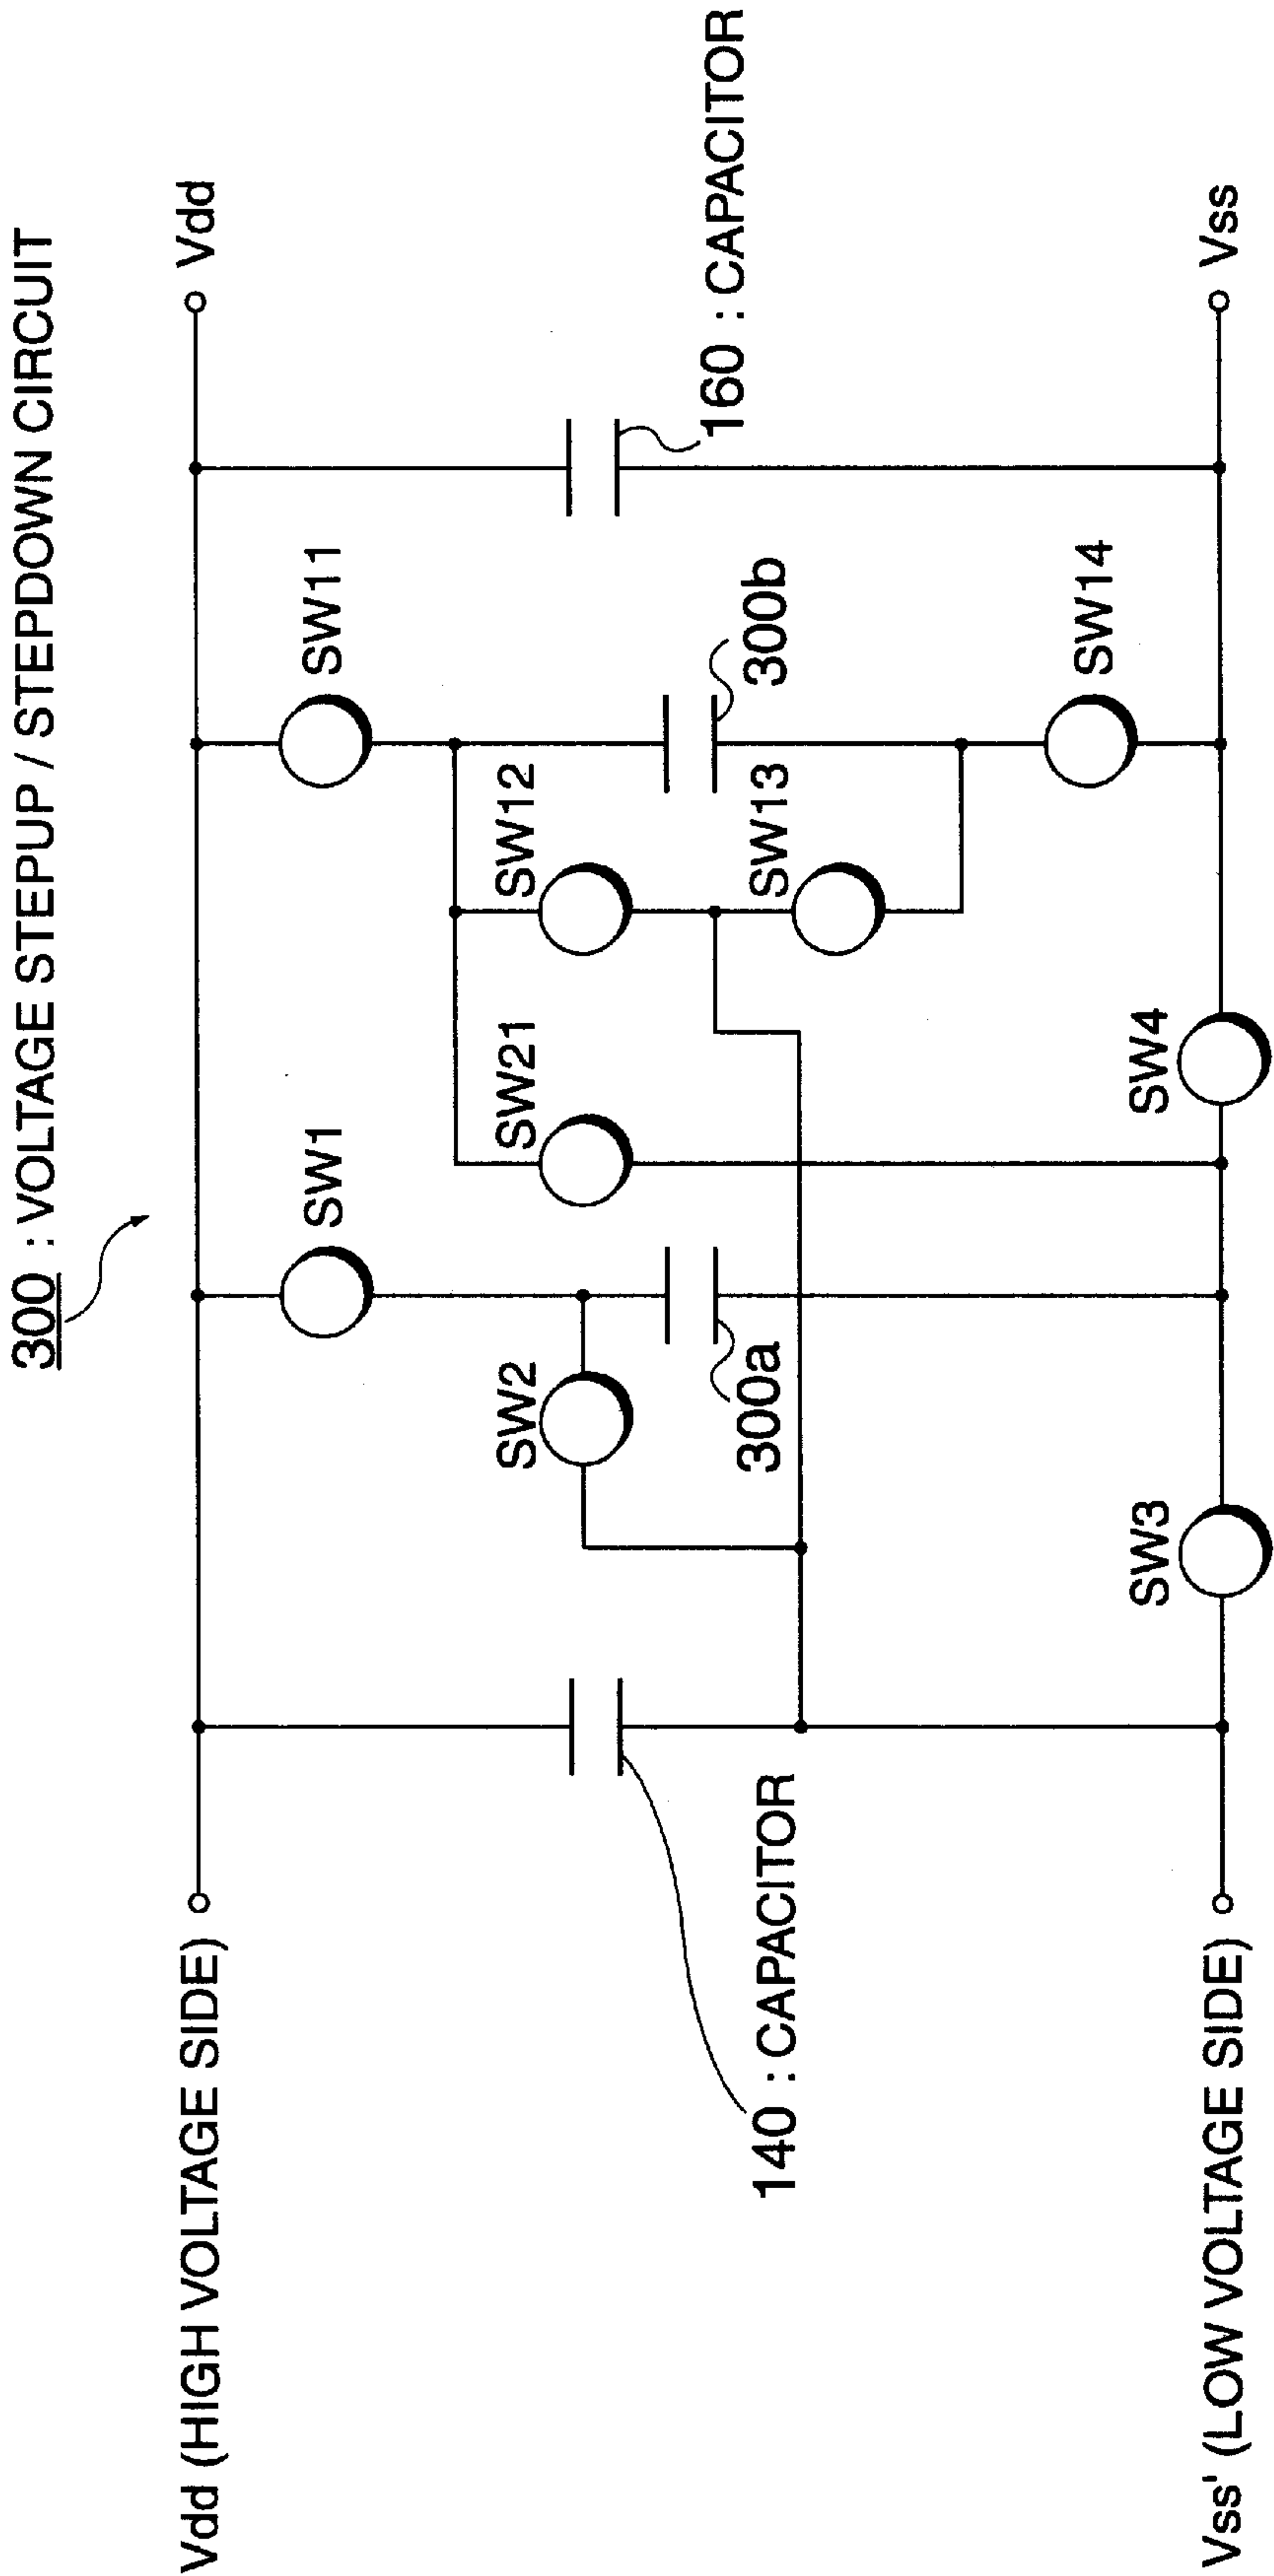 300 : VOLTAGE STEPUP / STEPDOWN CIRCUIT
Vdd (HIGH VOLTAGE SIDE)
Vdd
SW1
SW11
SW2
SW21
SW12
140 : CAPACITOR
300a
SW13
300b
160 : CAPACITOR
SW3
SW4
SW14
Vss' (LOW VOLTAGE SIDE)
Vss